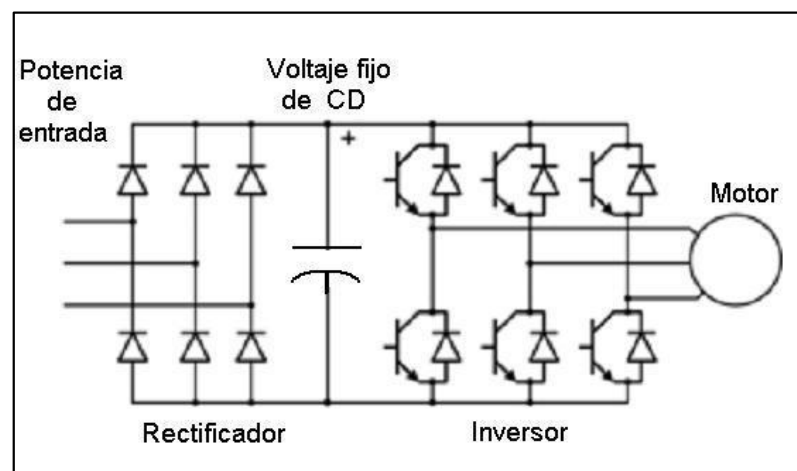 Potencia
de
entrada
Voltaje fijo
de CD
+
Motor
Rectificador
Inversor